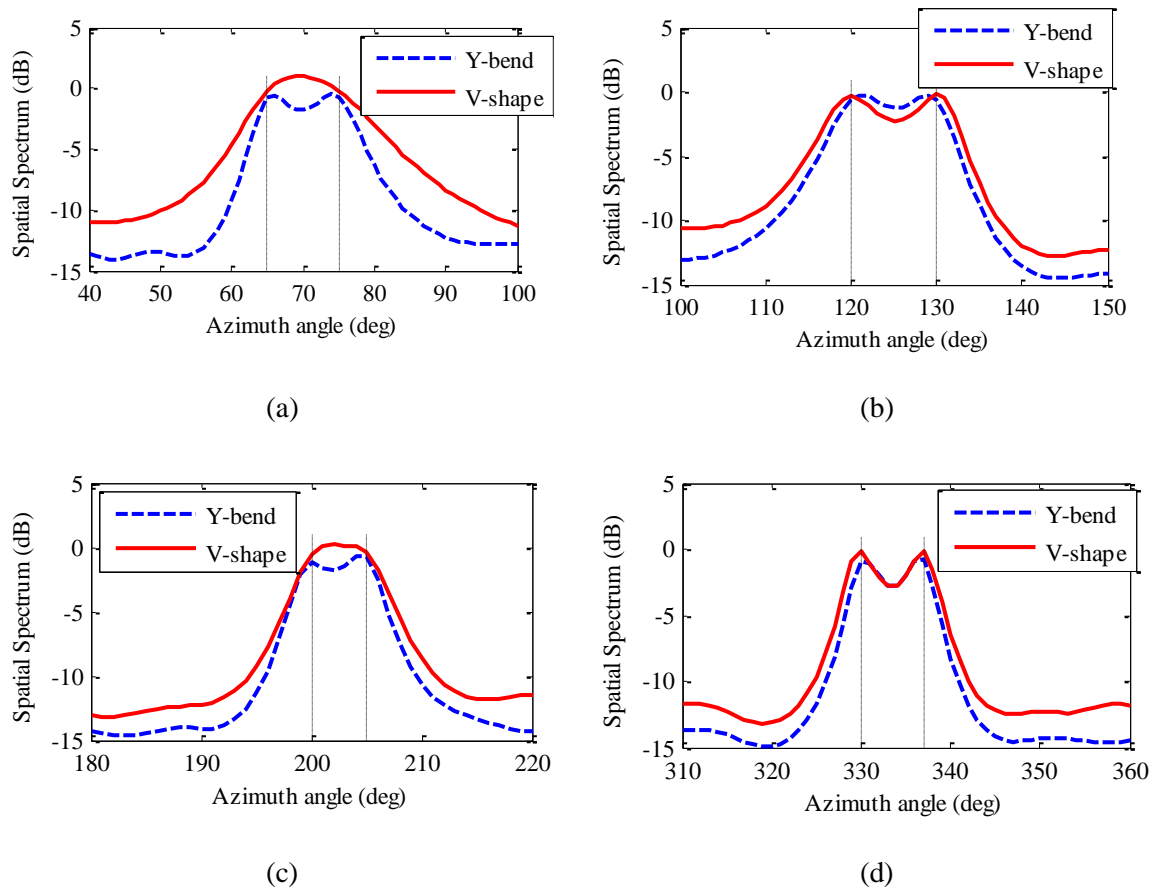 5
0
-5
-10
-15
Spatial Spectrum (dB)
40 50 60 70 80 90 100
Azimuth angle (deg)
Y-bend
V-shape
(a)
5
0
-5
-10
-15
Spatial Spectrum (dB)
100 110 120 130 140 150
Azimuth angle (deg)
Y-bend
V-shape
(b)
5
0
-5
-10
-15
Spatial Spectrum (dB)
180 190 200 210 220
Azimuth angle (deg)
Y-bend
V-shape
(c)
5
0
-5
-10
-15
Spatial Spectrum (dB)
310 320 330 340 350 360
Azimuth angle (deg)
Y-bend
V-shape
(d)